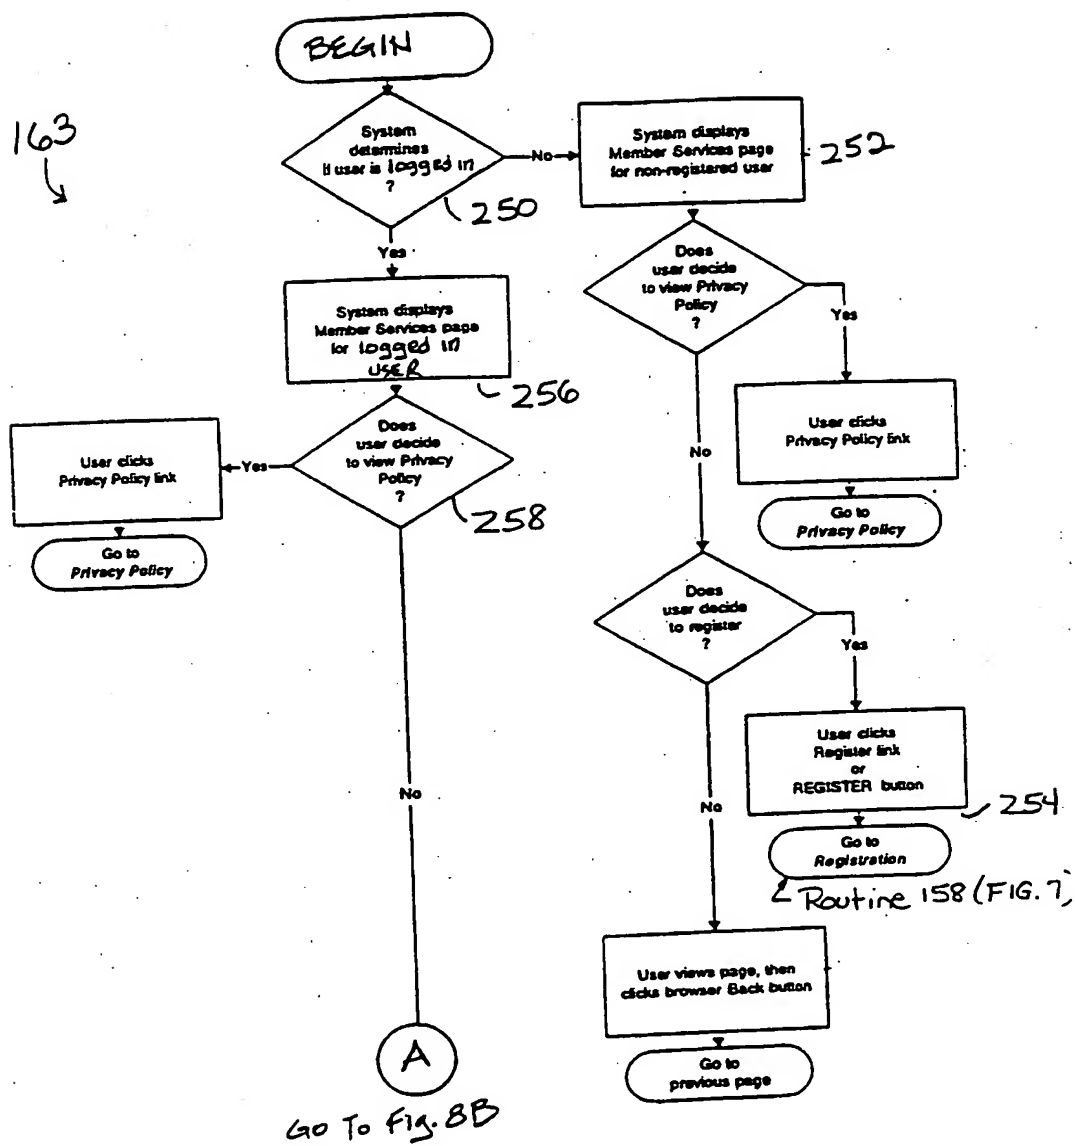 BEGIN
163
System
determines
if user is logged in
?
250
No
System displays
Member Services page
for non-registered user
252
Yes
System displays
Member Services page
for logged in
USER
256
Does
user decide
to view Privacy
Policy
?
Yes
User clicks
Privacy Policy link
Go to
Privacy Policy
No
Does
user decide
to view Privacy
Policy
?
258
Yes
User clicks
Privacy Policy link
Go to
Privacy Policy
No
Does
user decide
to register
?
Yes
User clicks
Register link
or
REGISTER button
254
Go to
Registration
Routine 158 (FIG. 7)
No
User views page, then
clicks browser Back button
Go to
previous page
A
Go To Fig. 8B